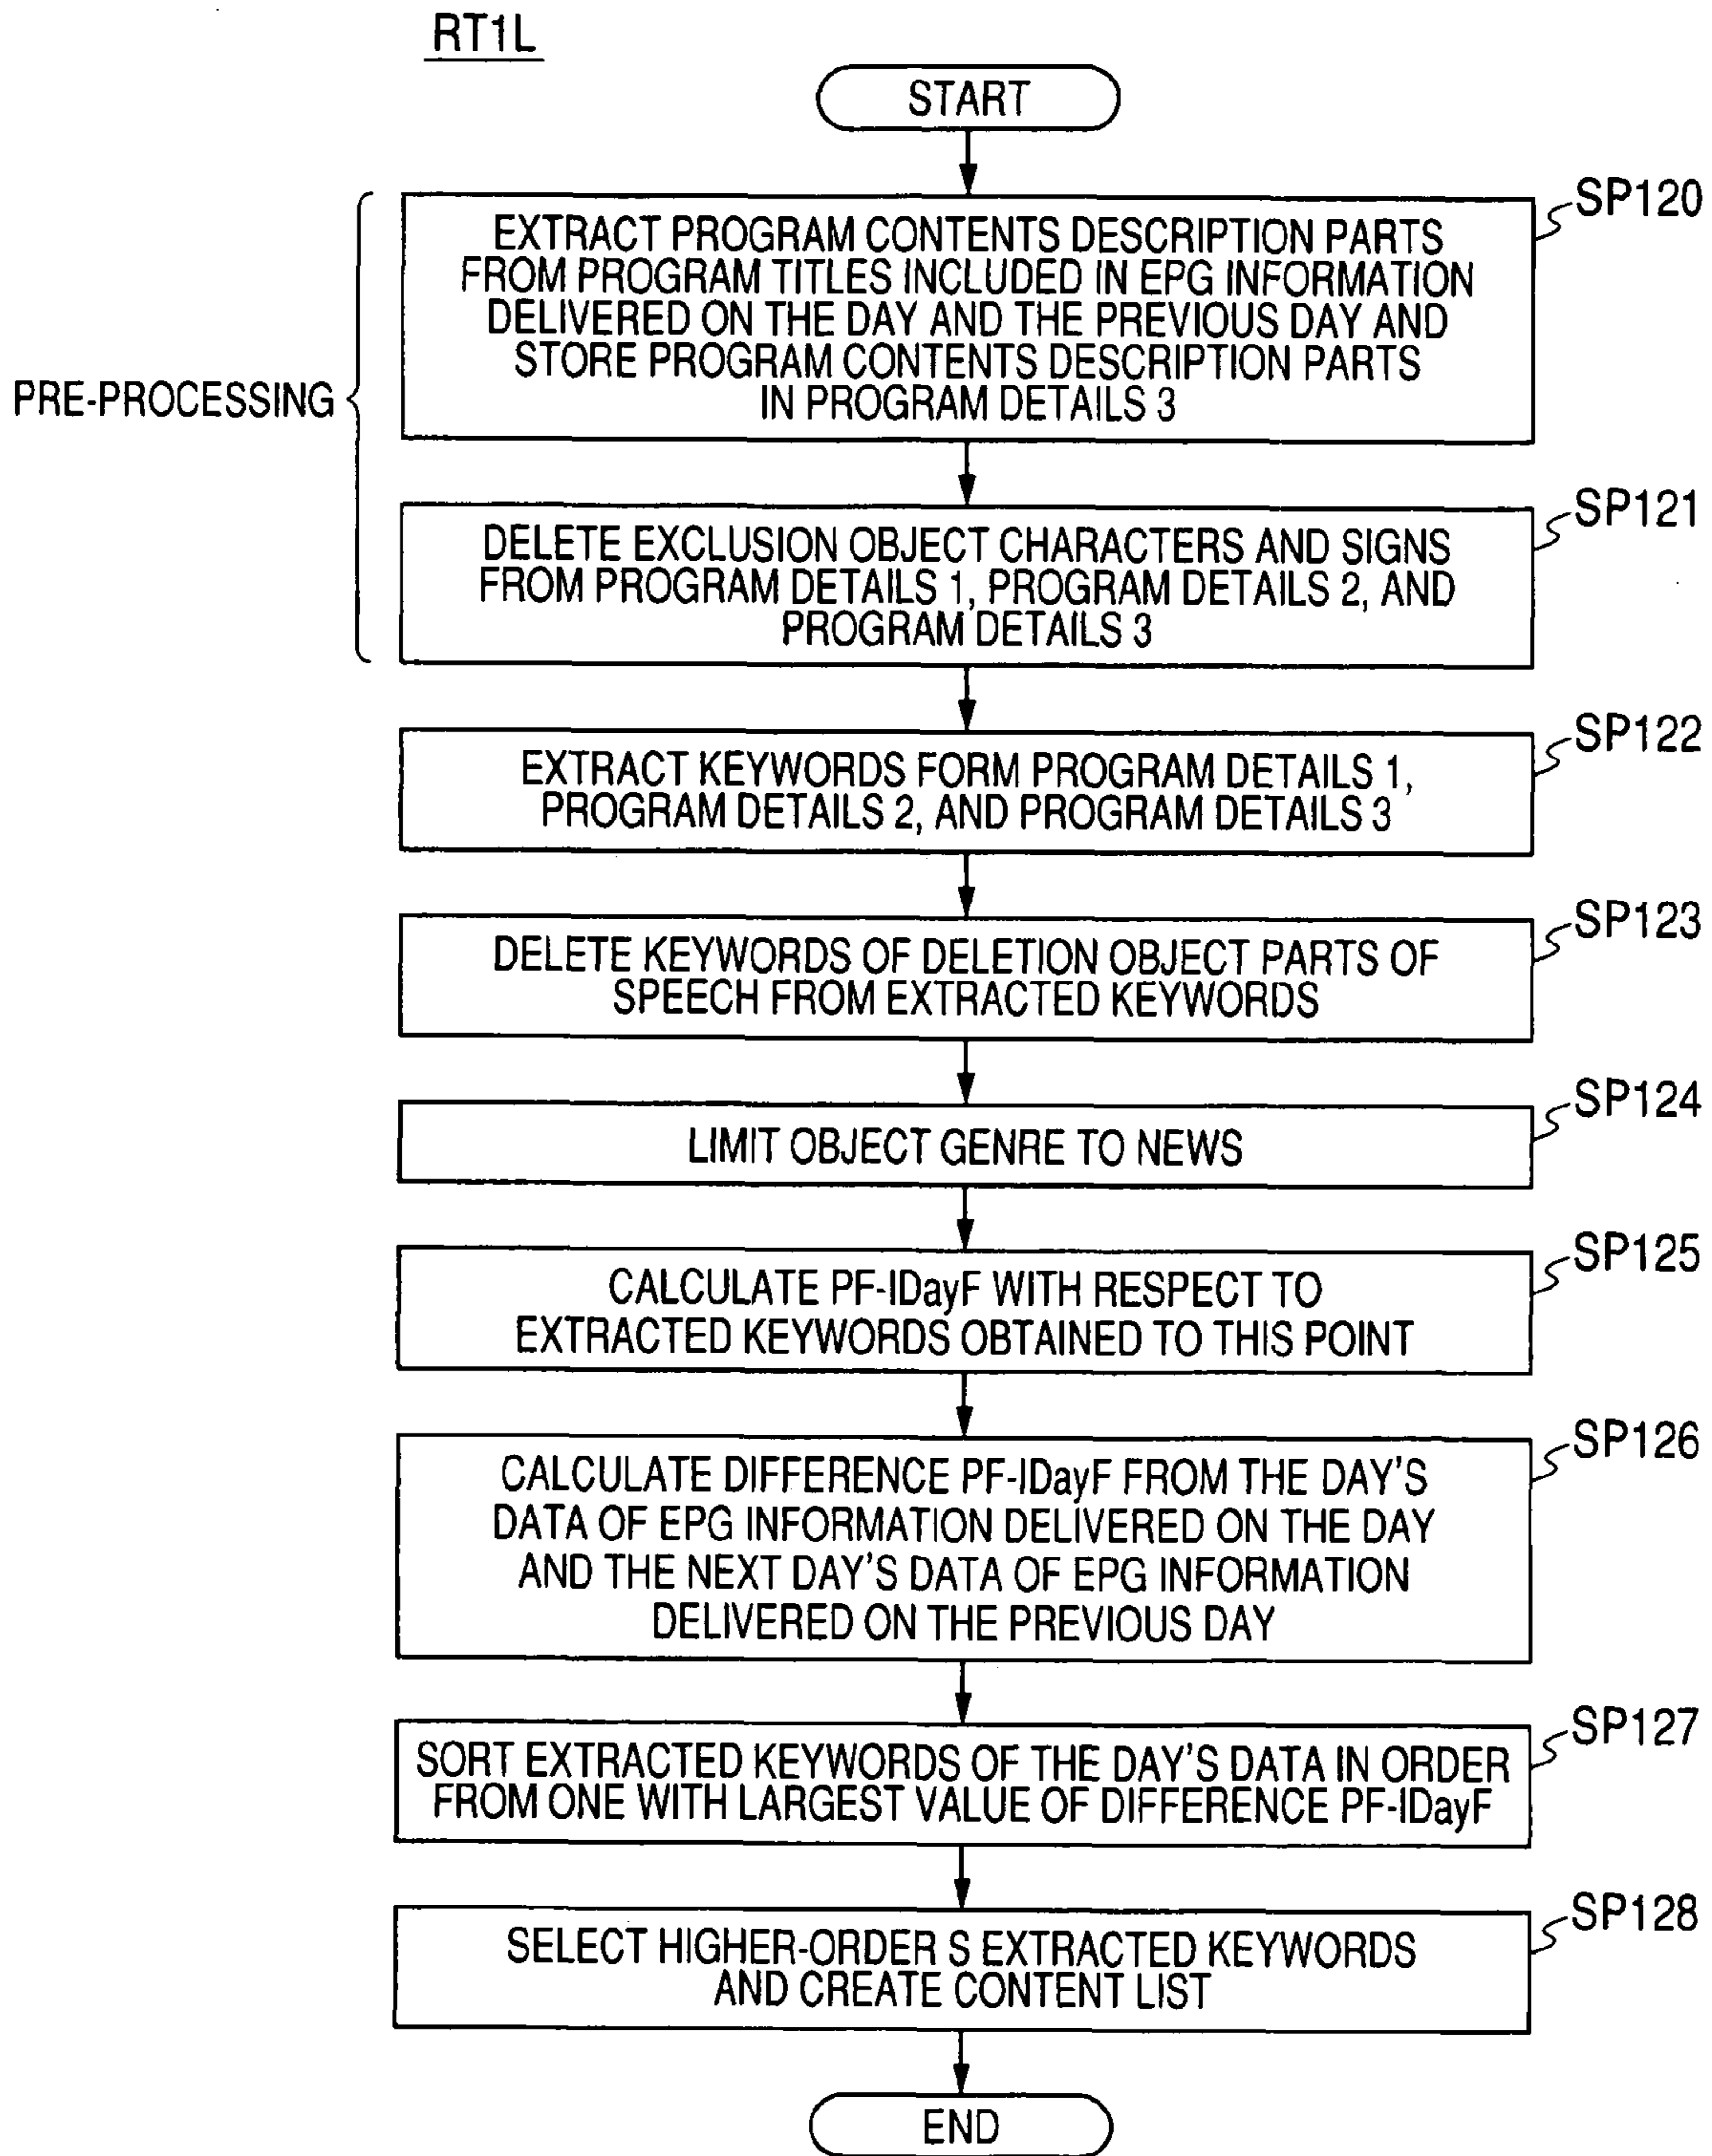 RT1L
START
SP120
EXTRACT PROGRAM CONTENTS DESCRIPTION PARTS
FROM PROGRAM TITLES INCLUDED IN EPG INFORMATION
DELIVERED ON THE DAY AND THE PREVIOUS DAY AND
STORE PROGRAM CONTENTS DESCRIPTION PARTS
IN PROGRAM DETAILS 3
PRE-PROCESSING
SP121
DELETE EXCLUSION OBJECT CHARACTERS AND SIGNS
FROM PROGRAM DETAILS 1, PROGRAM DETAILS 2, AND
PROGRAM DETAILS 3
SP122
EXTRACT KEYWORDS FORM PROGRAM DETAILS 1,
PROGRAM DETAILS 2, AND PROGRAM DETAILS 3
SP123
DELETE KEYWORDS OF DELETION OBJECT PARTS OF
SPEECH FROM EXTRACTED KEYWORDS
SP124
LIMIT OBJECT GENRE TO NEWS
SP125
CALCULATE PF-IDayF WITH RESPECT TO
EXTRACTED KEYWORDS OBTAINED TO THIS POINT
SP126
CALCULATE DIFFERENCE PF-IDayF FROM THE DAY'S
DATA OF EPG INFORMATION DELIVERED ON THE DAY
AND THE NEXT DAY'S DATA OF EPG INFORMATION
DELIVERED ON THE PREVIOUS DAY
SP127
SORT EXTRACTED KEYWORDS OF THE DAY'S DATA IN ORDER
FROM ONE WITH LARGEST VALUE OF DIFFERENCE PF-IDayF
SP128
SELECT HIGHER-ORDER S EXTRACTED KEYWORDS
AND CREATE CONTENT LIST
END